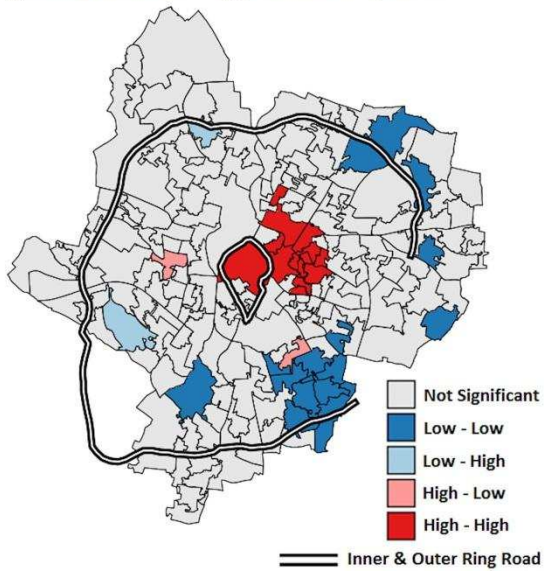 Not Significant
Low - Low
Low - High
High - Low
High - High
Inner & Outer Ring Road